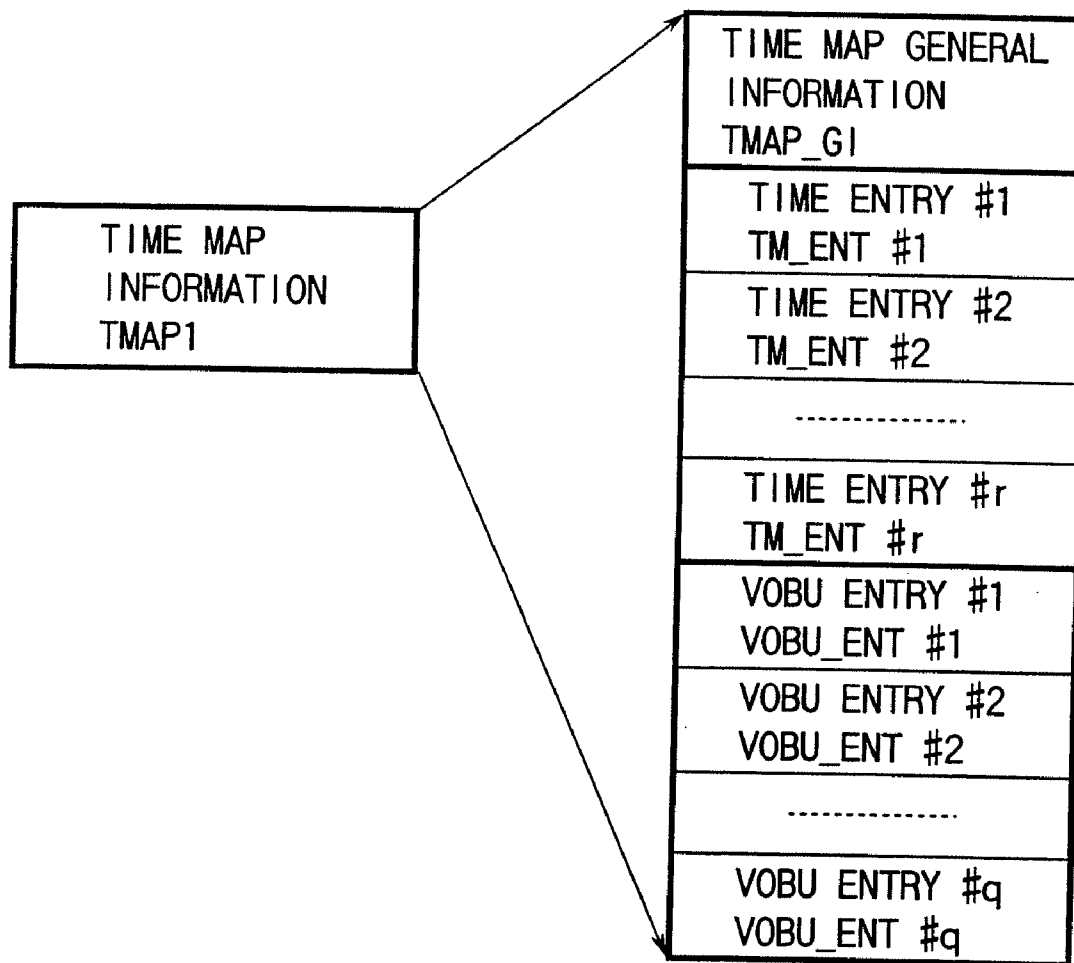 TIME MAP
INFORMATION
TMAP1
TIME MAP GENERAL
INFORMATION
TMAP_GI
TIME ENTRY #1
TM_ENT #1
TIME ENTRY #2
TM_ENT #2
TIME ENTRY #r
TM_ENT #r
VOBU ENTRY #1
VOBU_ENT #1
VOBU ENTRY #2
VOBU_ENT #2
VOBU ENTRY #q
VOBU_ENT #q